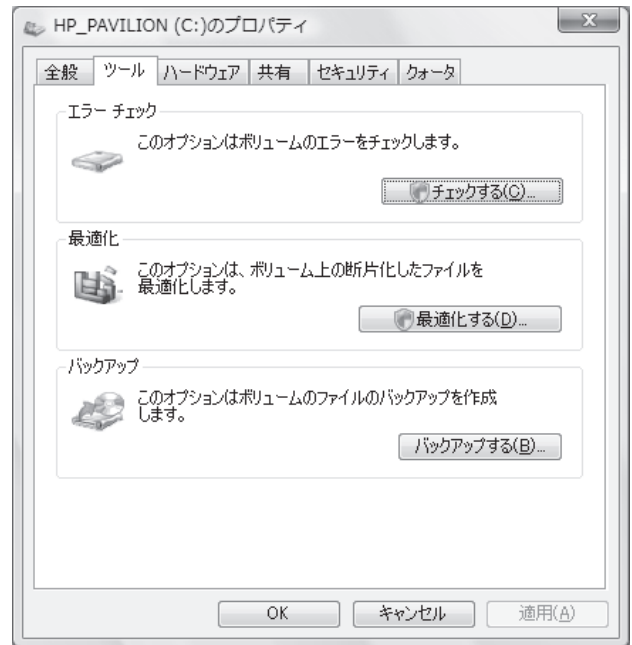 HP_PAVILION (C:)のプロパティ
X
全般 ツール ハードウェア 共有 セキュリティ クォータ
エラー チェック
このオプションはボリュームのエラーをチェックします。
チェックする(C)...
最適化
このオプションは、ボリューム上の断片化したファイルを
最適化します。
最適化する(D)...
バックアップ
このオプションはボリュームのファイルのバックアップを作成
します。
バックアップする(B)...
OK キャンセル 適用(A)